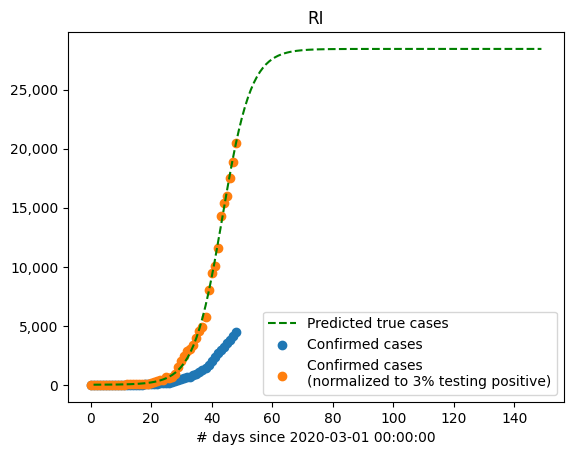 RI
25,000
20,000
15,000
10,000
5,000
0
Predicted true cases
Confirmed cases
Confirmed cases
(normalized to 3% testing positive)
0 20 40 60 80 100 120 140
# days since 2020-03-01 00:00:00